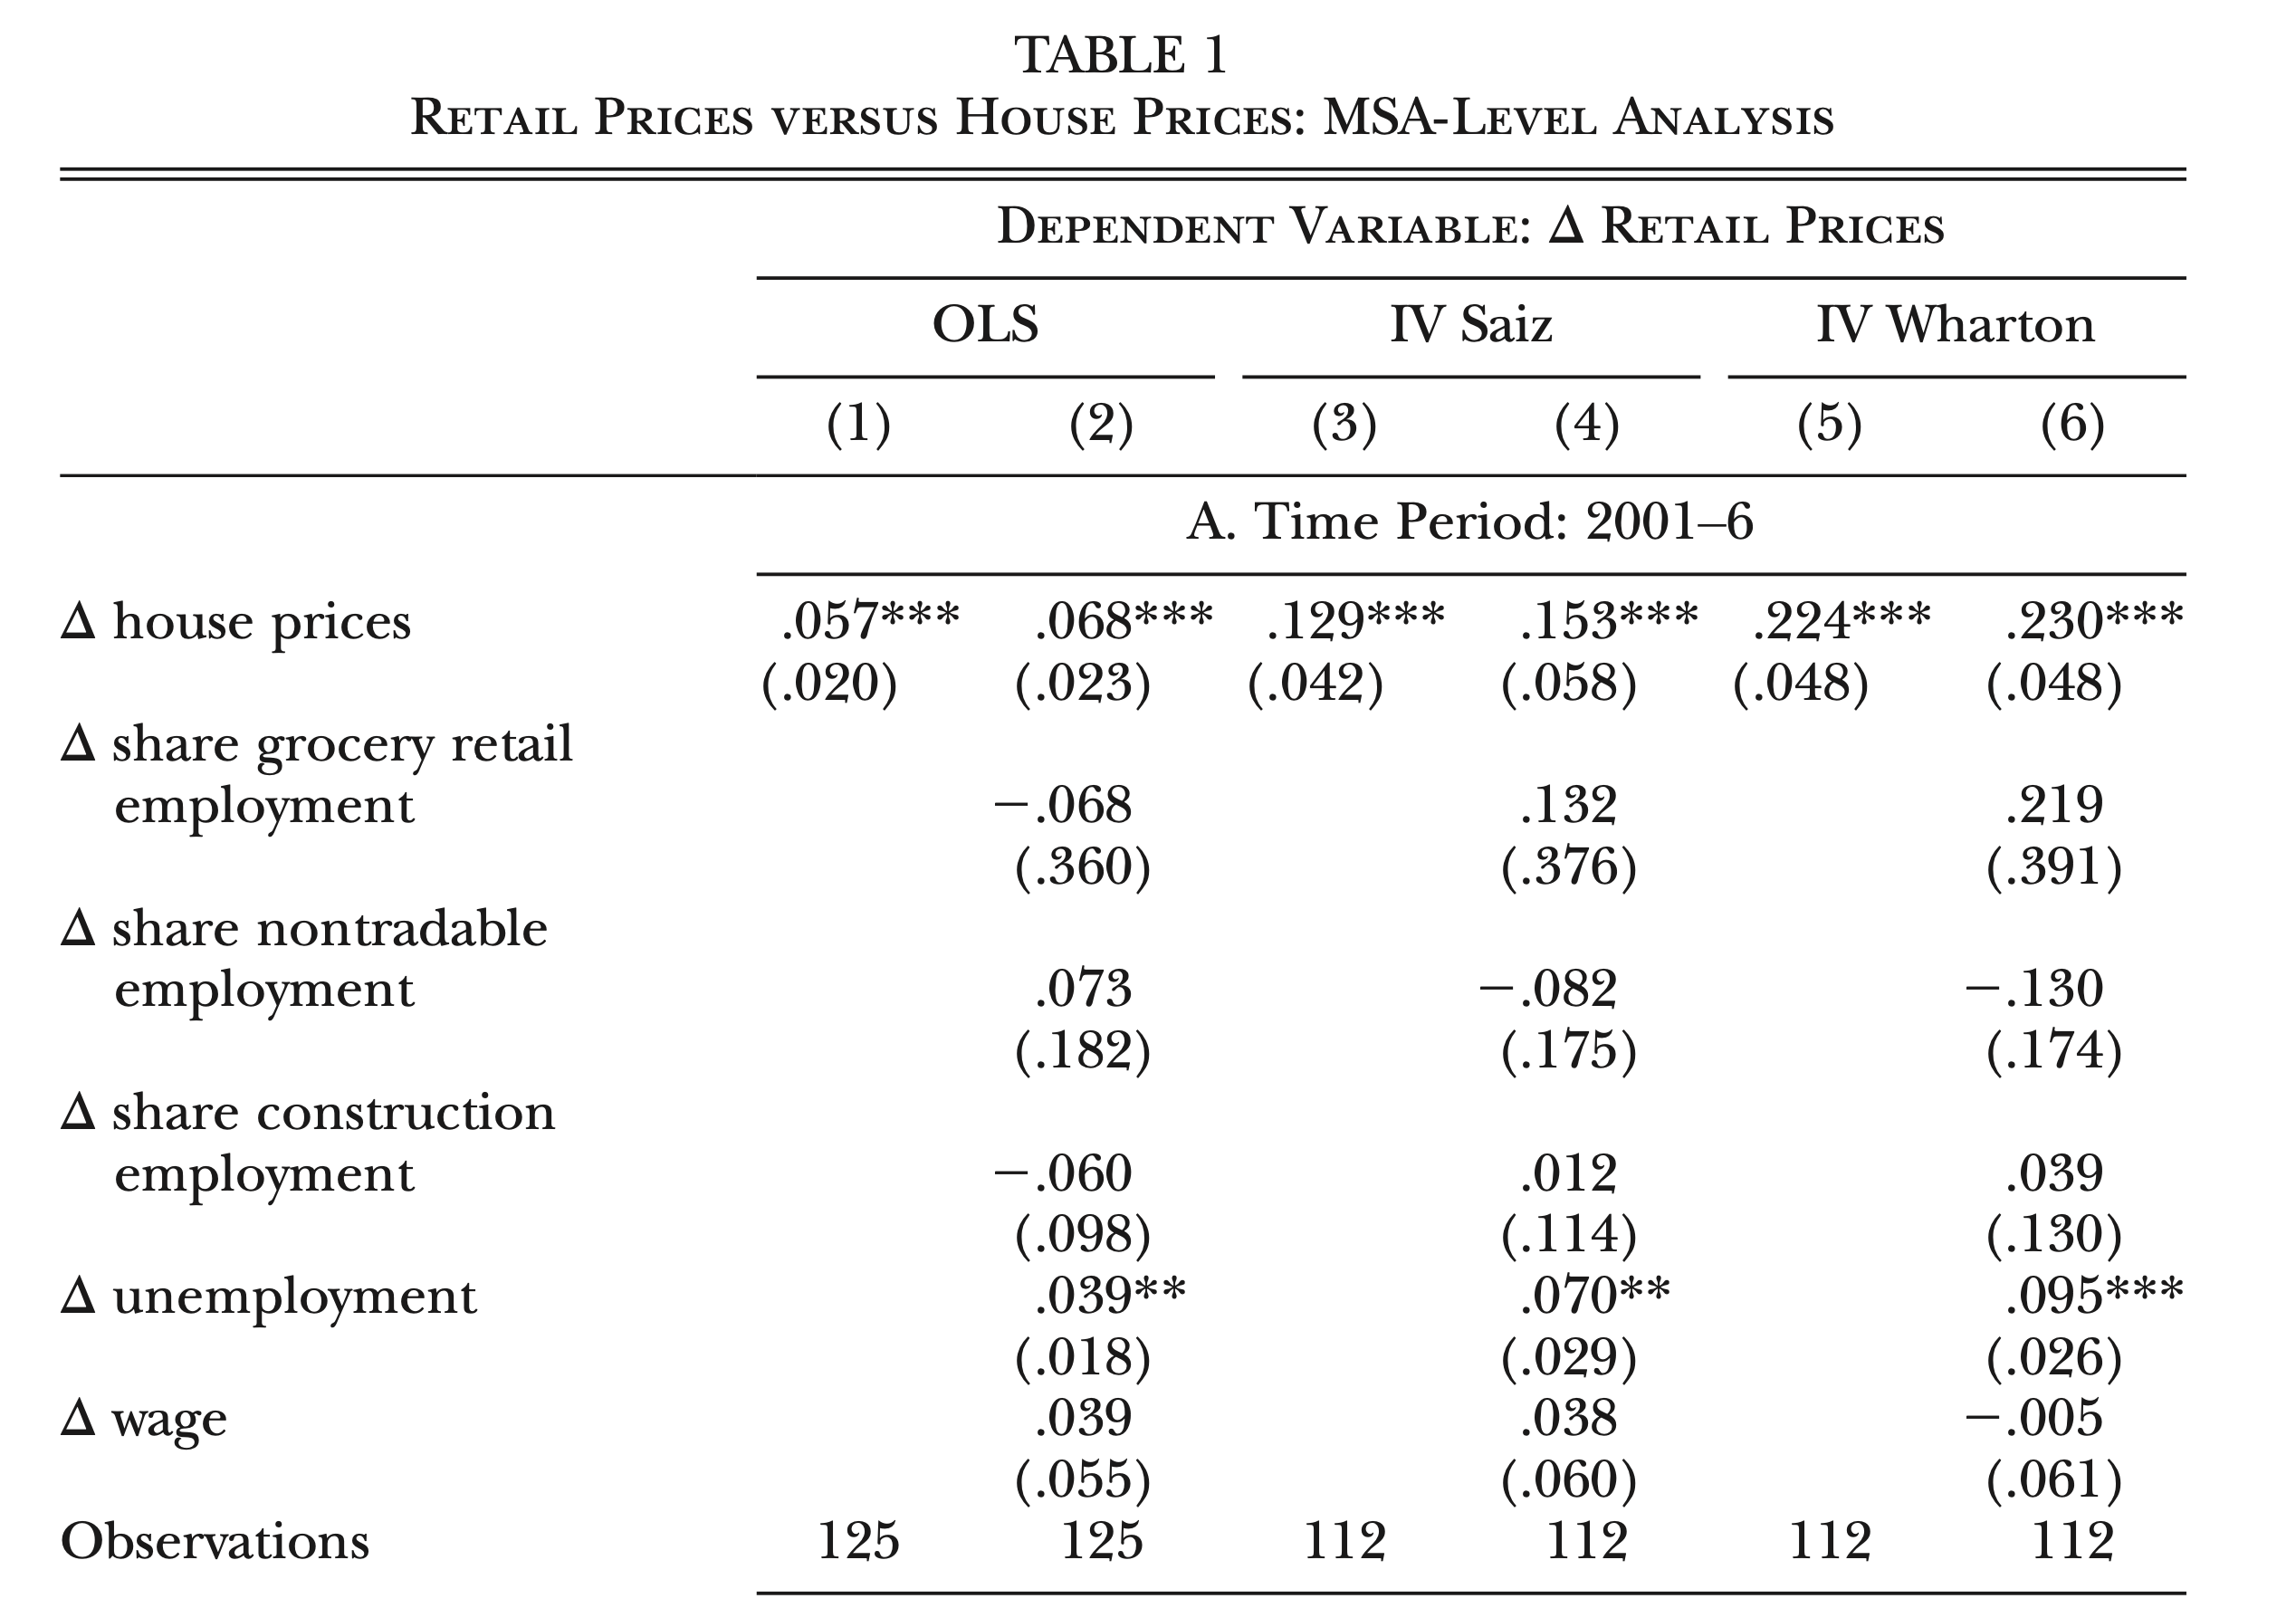 TABLE 1
Retail Prices versus House Prices: MSA-Level Analysis
Dependent Variable: Δ Retail Prices
OLS IV Saiz IV Wharton
(1) (2) (3) (4) (5) (6)
A. Time Period: 2001–6
Δ house prices .057*** .068*** .129*** .153*** .224*** .230***
(.020) (.023) (.042) (.058) (.048) (.048)
Δ share grocery retail
employment −.068 .132 .219
(.360) (.376) (.391)
Δ share nontradable
employment .073 −.082 −.130
(.182) (.175) (.174)
Δ share construction
employment −.060 .012 .039
(.098) (.114) (.130)
Δ unemployment .039** .070** .095***
(.018) (.029) (.026)
Δ wage .039 .038 −.005
(.055) (.060) (.061)
Observations 125 125 112 112 112 112